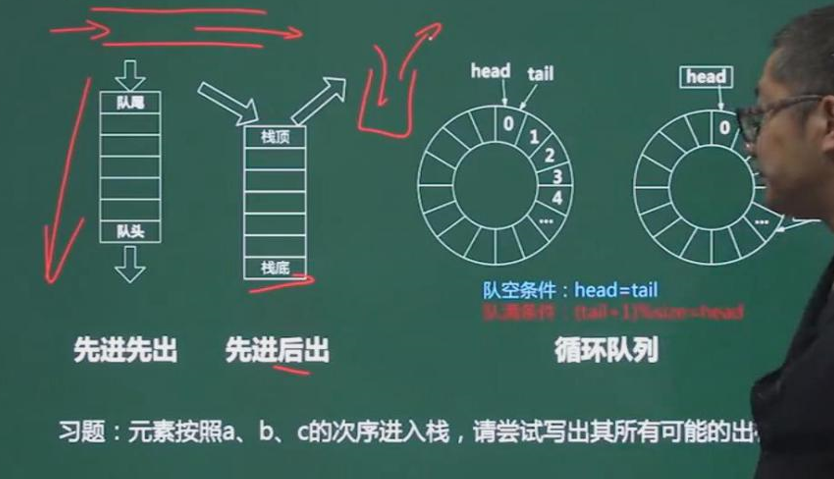 head tail
head
队尾
0
0
栈顶
1
2
3
4
...
...
队头
栈底
队空条件：head=tail
队满条件：(tail+1)%size=head
先进先出
先进后出
循环队列
习题：元素按照a、b、c的次序进入栈，请尝试写出其所有可能的出